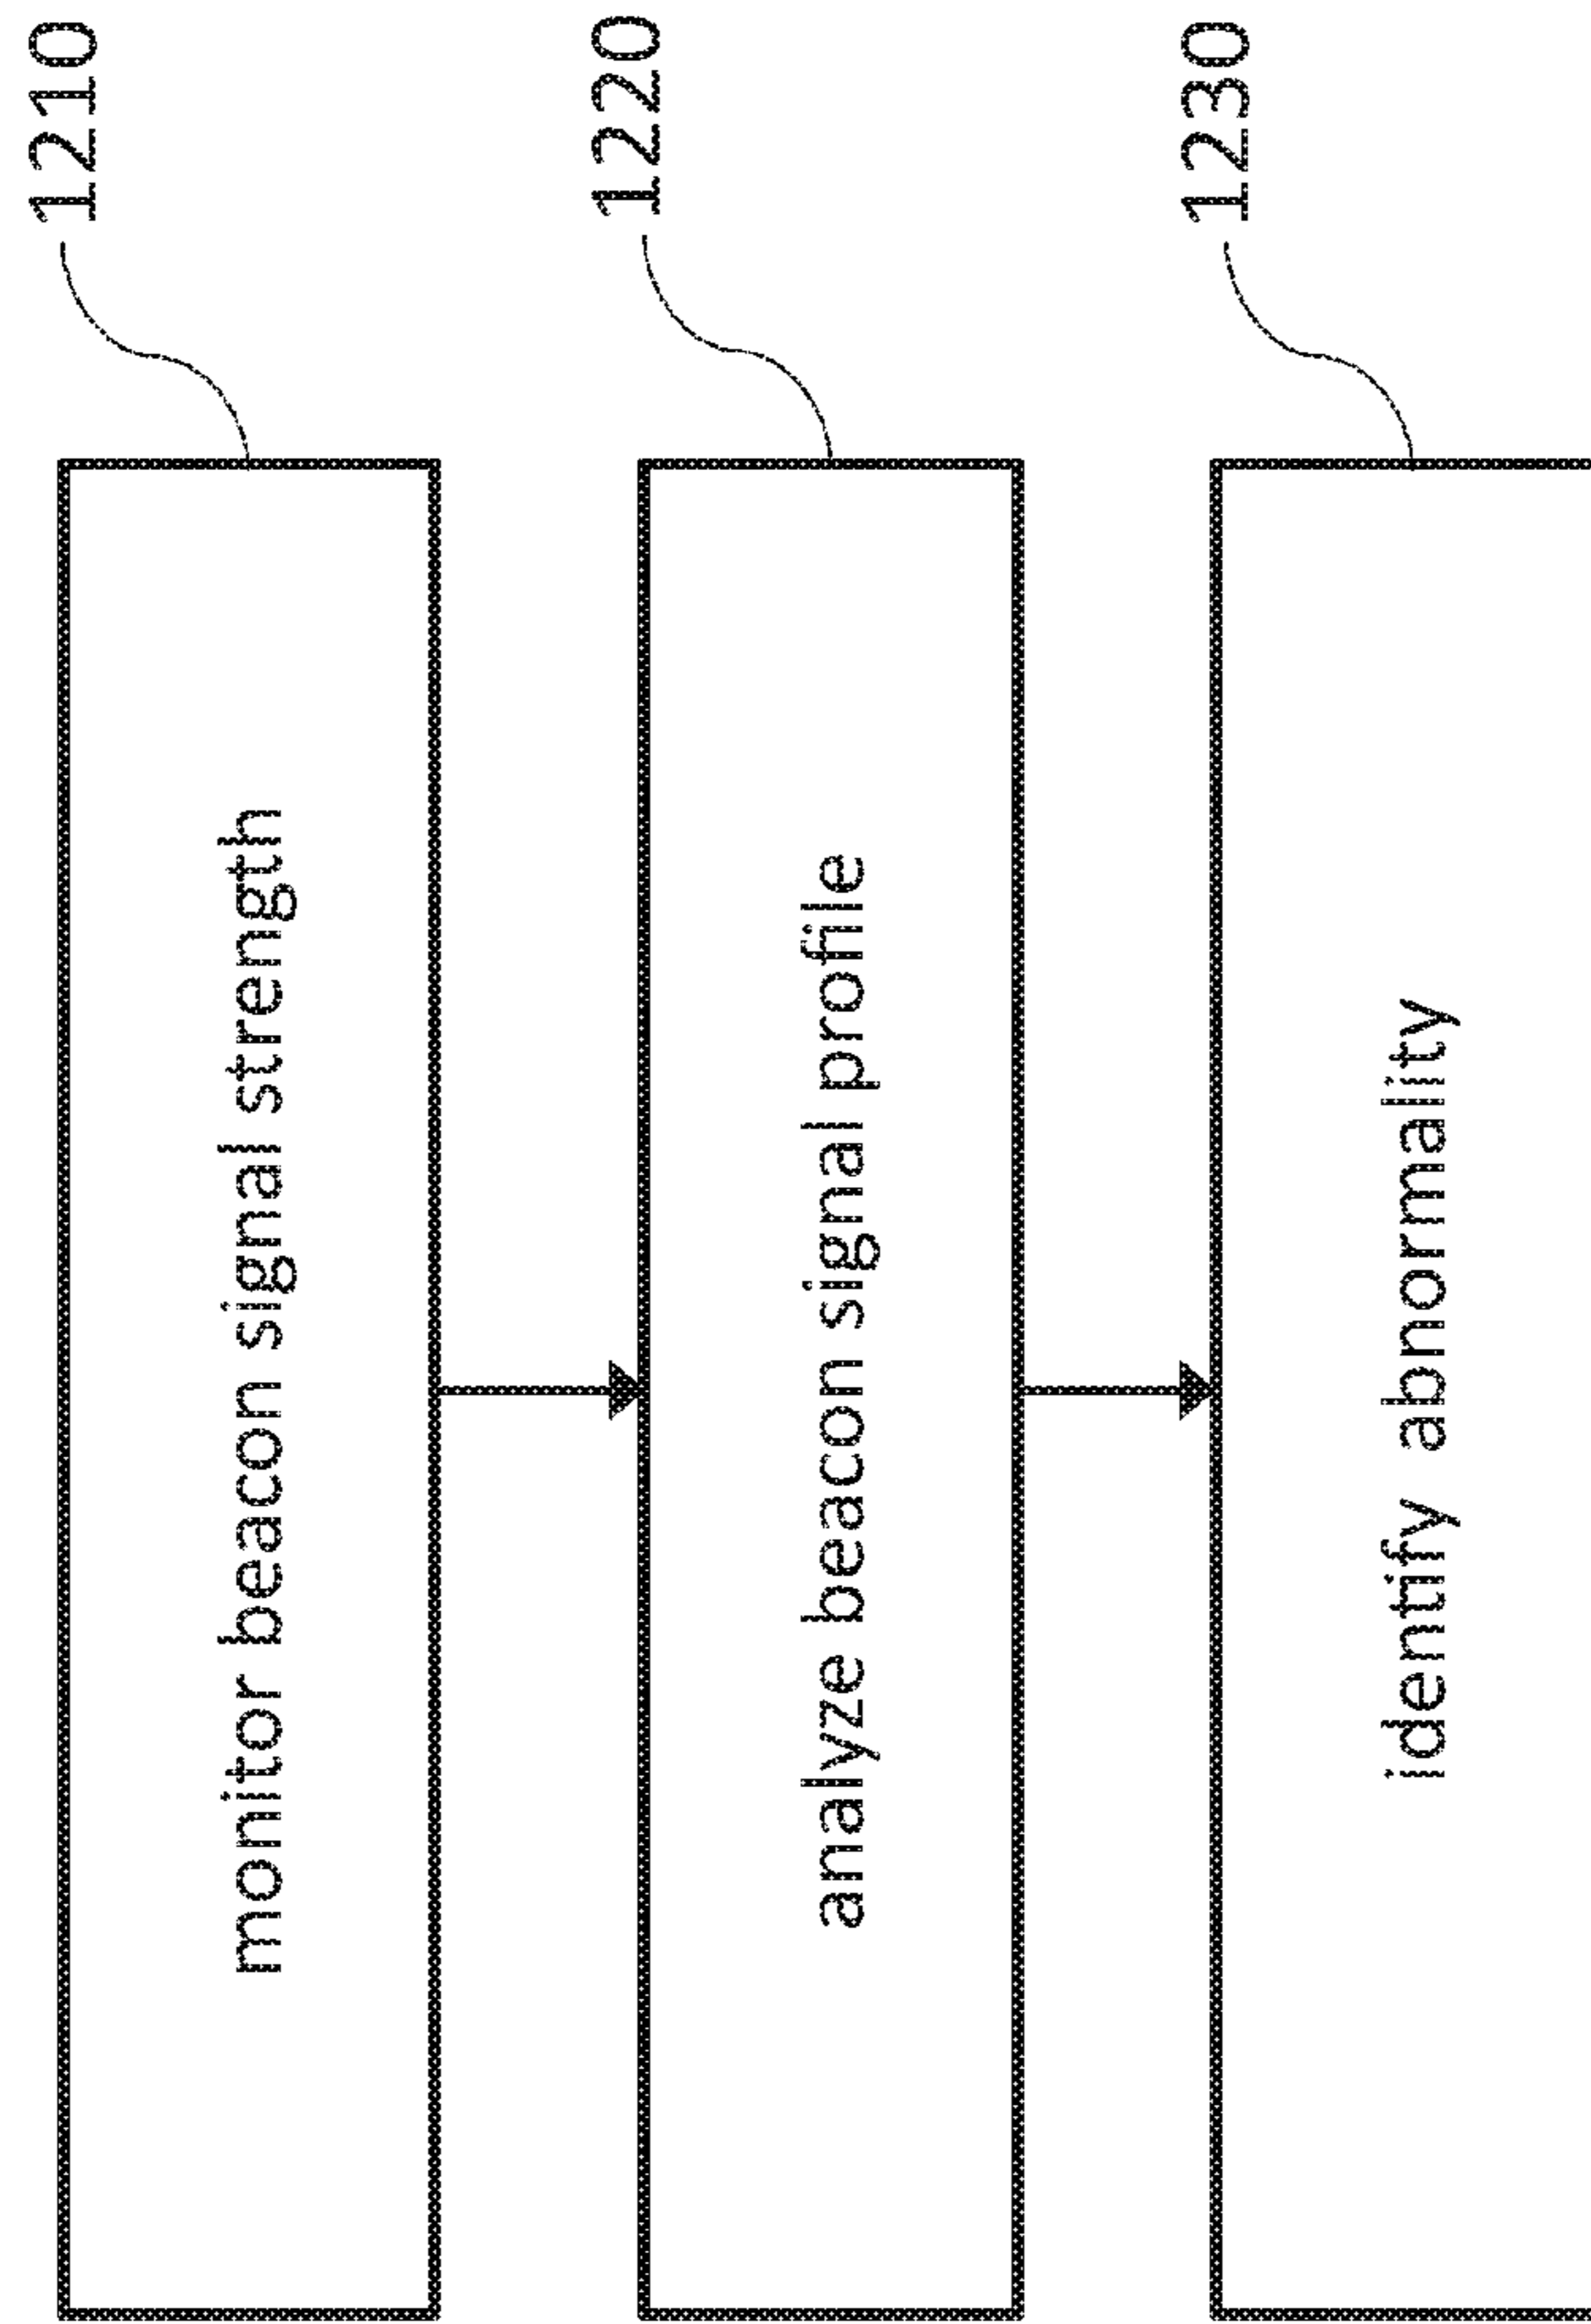 monitor beacon signal strength
1210
analyze beacon signal profile
1220
identify abnormality
1230